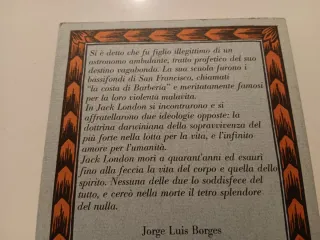 Si è detto che fu figlio illegittimo di un
astronomo ambulante, tratto profetico del suo
destino vagabondo. La sua scuola furono i
bassifondi di San Francisco, chiamati
"la costa di Barberia" e meritatamente famosi
per la loro violenta malavita.
In Jack London si incontrarono e si
affratellarono due ideologie opposte: la
dottrina darwiniana della sopravvivenza del
più forte nella lotta per la vita, e l'infinito
amore per l'umanità.
Jack London morì a quarant'anni ed esaurì
fino alla feccia la vita del corpo e quella dello
spirito. Nessuna delle due lo soddisfece del
tutto, e cercò nella morte il tetro splendore
del nulla.
Jorge Luis Borges